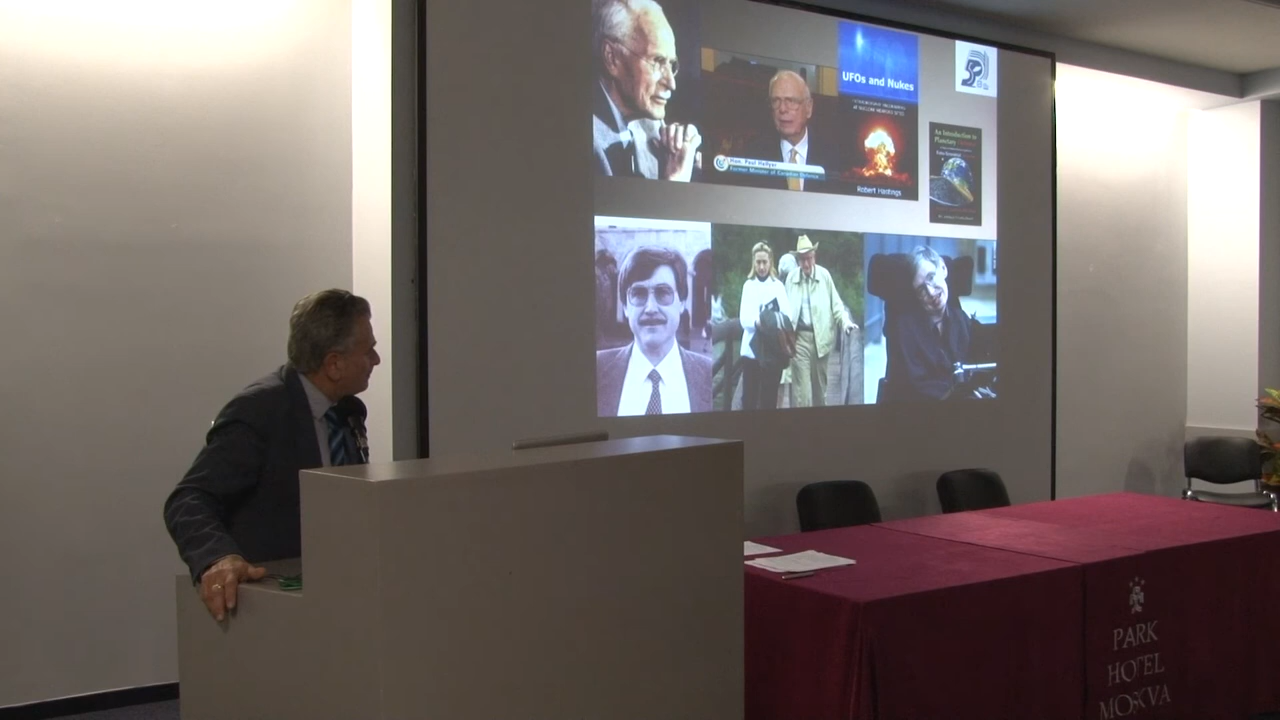 UFOs and Nukes
Hon. Paul Hellyer
Former Minister of Canadian Defence
Robert Hastings
An Introduction to
Planetary
PARK
HOTEL
MOSKVA